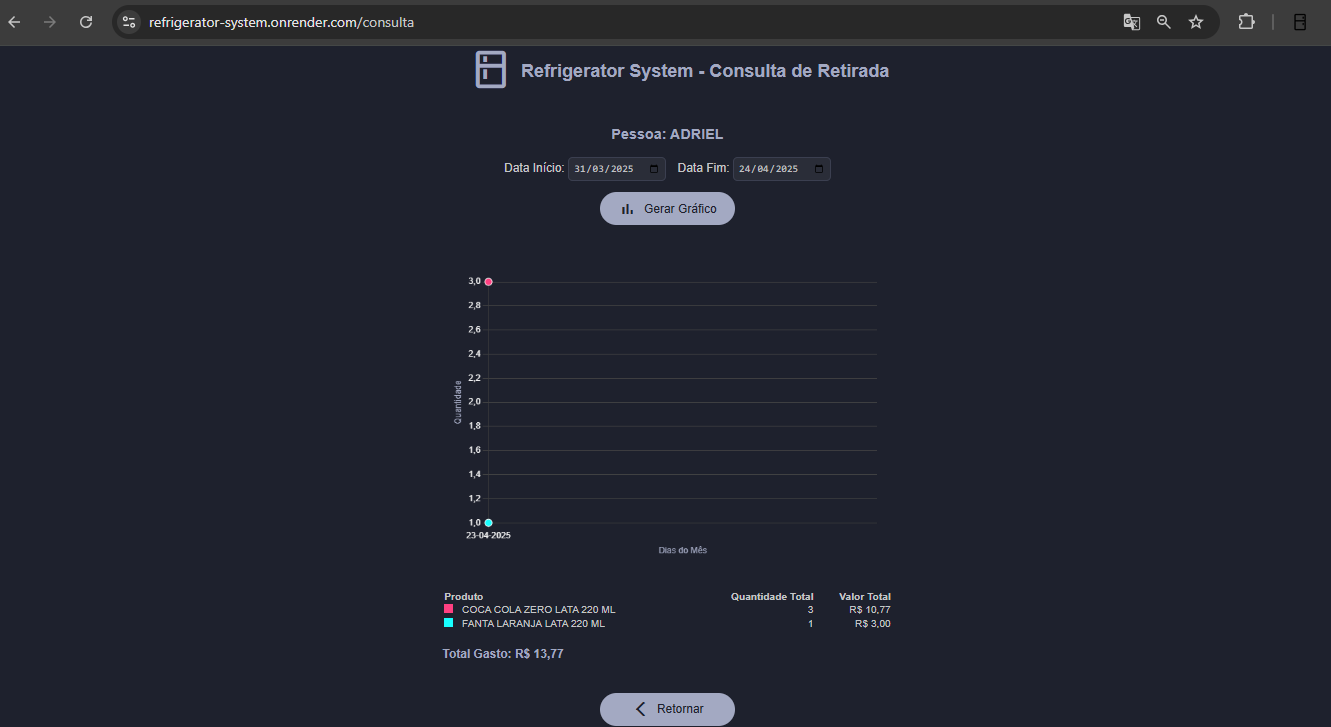 refrigerator-system.onrender.com/consulta
Refrigerator System - Consulta de Retirada
Pessoa: ADRIEL
Data Início: 31/03/2025 Data Fim: 24/04/2025
Gerar Gráfico
3,0
2,8
2,6
2,4
2,2
2,0
1,8
1,6
1,4
1,2
1,0
Quantidade
23-04-2025
Dias do Mês
Produto Quantidade Total Valor Total
COCA COLA ZERO LATA 220 ML 3 R$ 10,77
FANTA LARANJA LATA 220 ML 1 R$ 3,00
Total Gasto: R$ 13,77
Retornar